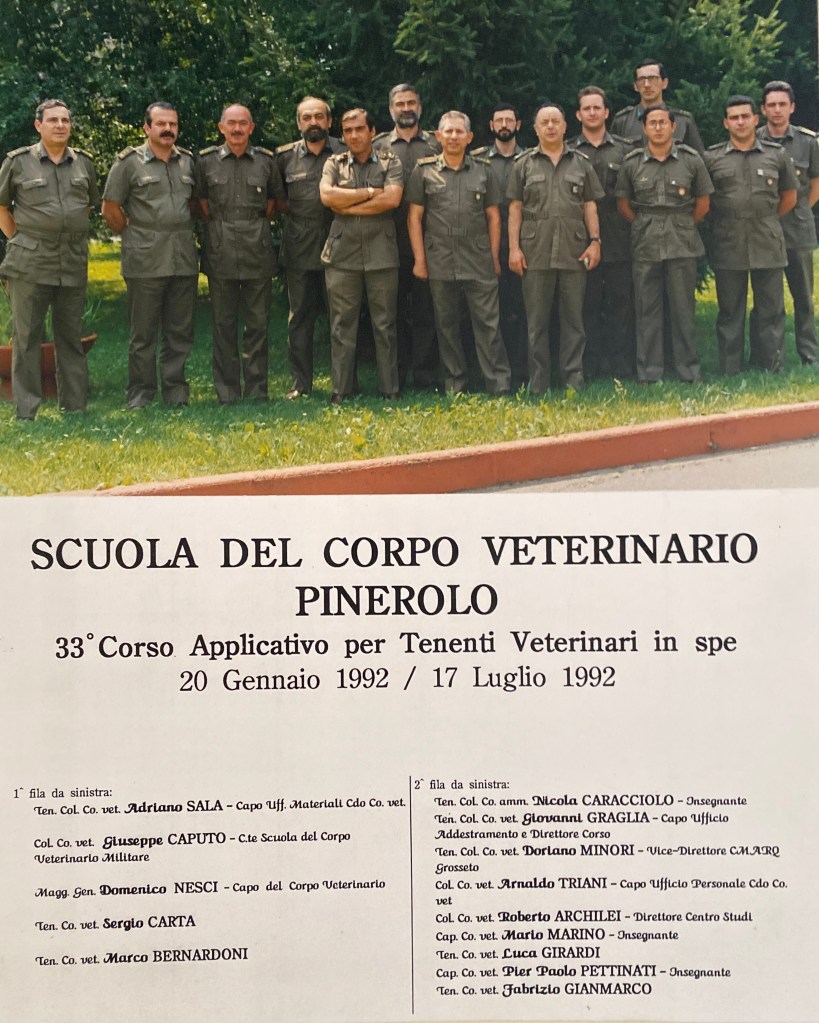 SCUOLA DEL CORPO VETERINARIO
PINEROLO
33° Corso Applicativo per Tenenti Veterinari in spe
20 Gennaio 1992 / 17 Luglio 1992
1^ fila da sinistra:
Ten. Col. Co. vet. Adriano SALA - Capo Uff. Materiali Cdo Co. vet.
Col. Co. vet. Giuseppe CAPUTO - C.te Scuola del Corpo
Veterinario Militare
Magg. Gen. Domenico NESCI - Capo del Corpo Veterinario
Ten. Co. vet. Sergio CARTA
Ten. Co. vet. Marco BERNARDONI
2^ fila da sinistra:
Ten. Col. Co. amm. Nicola CARACCIOLO - Insegnante
Ten. Col. Co. vet. Giovanni GRAGLIA - Capo Ufficio
Addestramento e Direttore Corso
Ten. Col. Co. vet. Doriano MINORI - Vice-Direttore CM.ARQ
Grosseto
Col. Co. vet. Arnaldo TRIANI - Capo Ufficio Personale Cdo Co.
vet
Col. Co. vet. Roberto ARCHILEI - Direttore Centro Studi
Cap. Co. vet. Mario MARINO - Insegnante
Ten. Co. vet. Luca GIRARDI
Cap. Co. vet. Pier Paolo PETTINATI - Insegnante
Ten. Co. vet. Fabrizio GIANMARCO